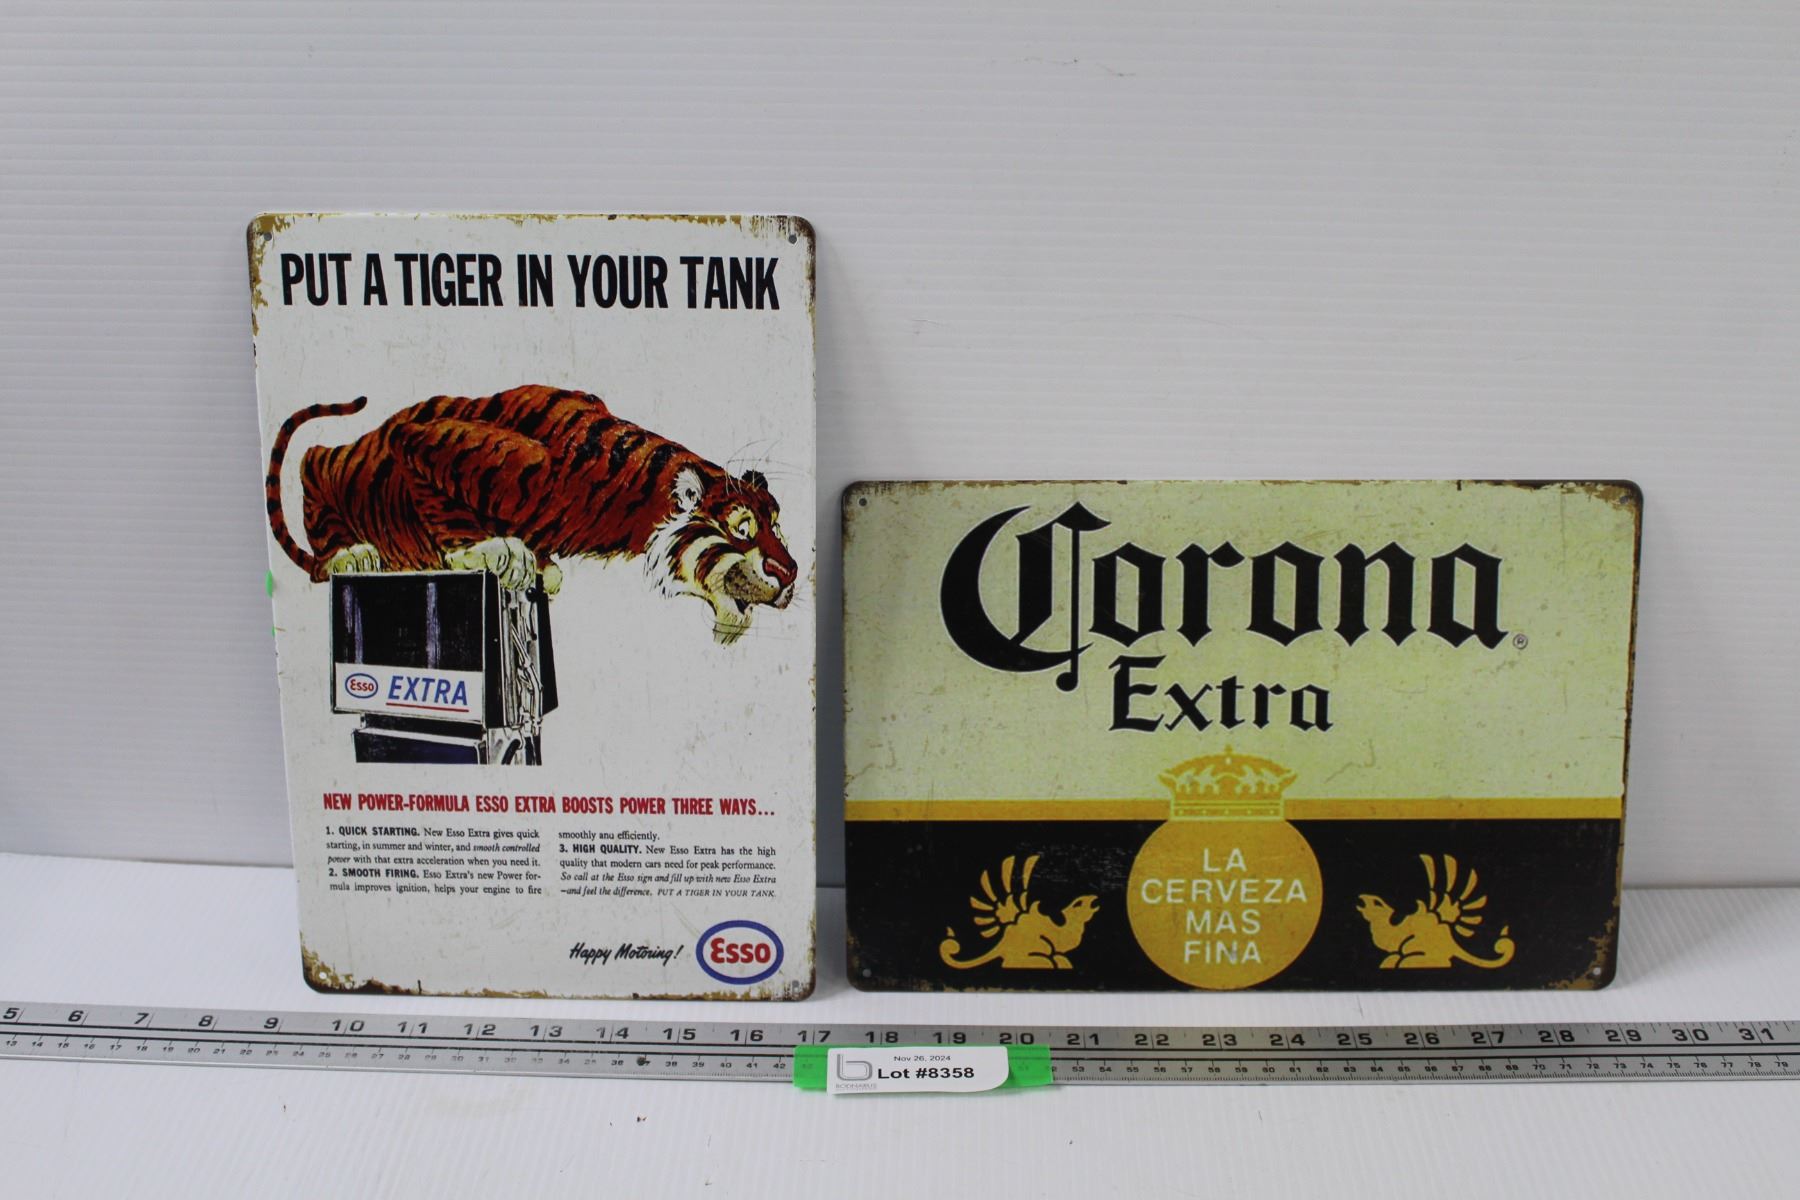 PUT A TIGER IN YOUR TANK
Esso EXTRA
NEW POWER-FORMULA ESSO EXTRA BOOSTS POWER THREE WAYS...
1. QUICK STARTING. New Esso Extra gives quick
starting, in summer and winter, and smooth controlled
power with that extra acceleration when you need it.
2. SMOOTH FIRING. Esso Extra's new Power for-
mula improves ignition, helps your engine to fire
smoothly anu efficiently.
3. HIGH QUALITY. New Esso Extra has the high
quality that modern cars need for peak performance.
So call at the Esso sign and fill up with new Esso Extra
—and feel the difference. PUT A TIGER IN YOUR TANK.
Happy Motoring! Esso
Corona ®
Extra
LA
CERVEZA
MAS
FINA
5 6 7 8 9 10 11 12 13 14 15 16 17 18 19 20 21 22 23 24 25 26 27 28 29 30 31
Nov 26, 2024
Lot #8358
BODNARUS